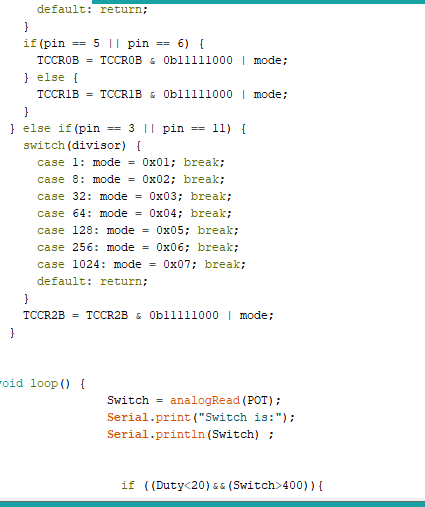 default: return;
}
if(pin == 5 || pin == 6) {
TCCR0B = TCCR0B & 0b11111000 | mode;
} else {
TCCR1B = TCCR1B & 0b11111000 | mode;
}
} else if(pin == 3 || pin == 11) {
switch(divisor) {
case 1: mode = 0x01; break;
case 8: mode = 0x02; break;
case 32: mode = 0x03; break;
case 64: mode = 0x04; break;
case 128: mode = 0x05; break;
case 256: mode = 0x06; break;
case 1024: mode = 0x07; break;
default: return;
}
TCCR2B = TCCR2B & 0b11111000 | mode;
}
void loop() {
Switch = analogRead(POT);
Serial.print("Switch is:");
Serial.println(Switch) ;
if ((Duty<20)&&(Switch>400)){